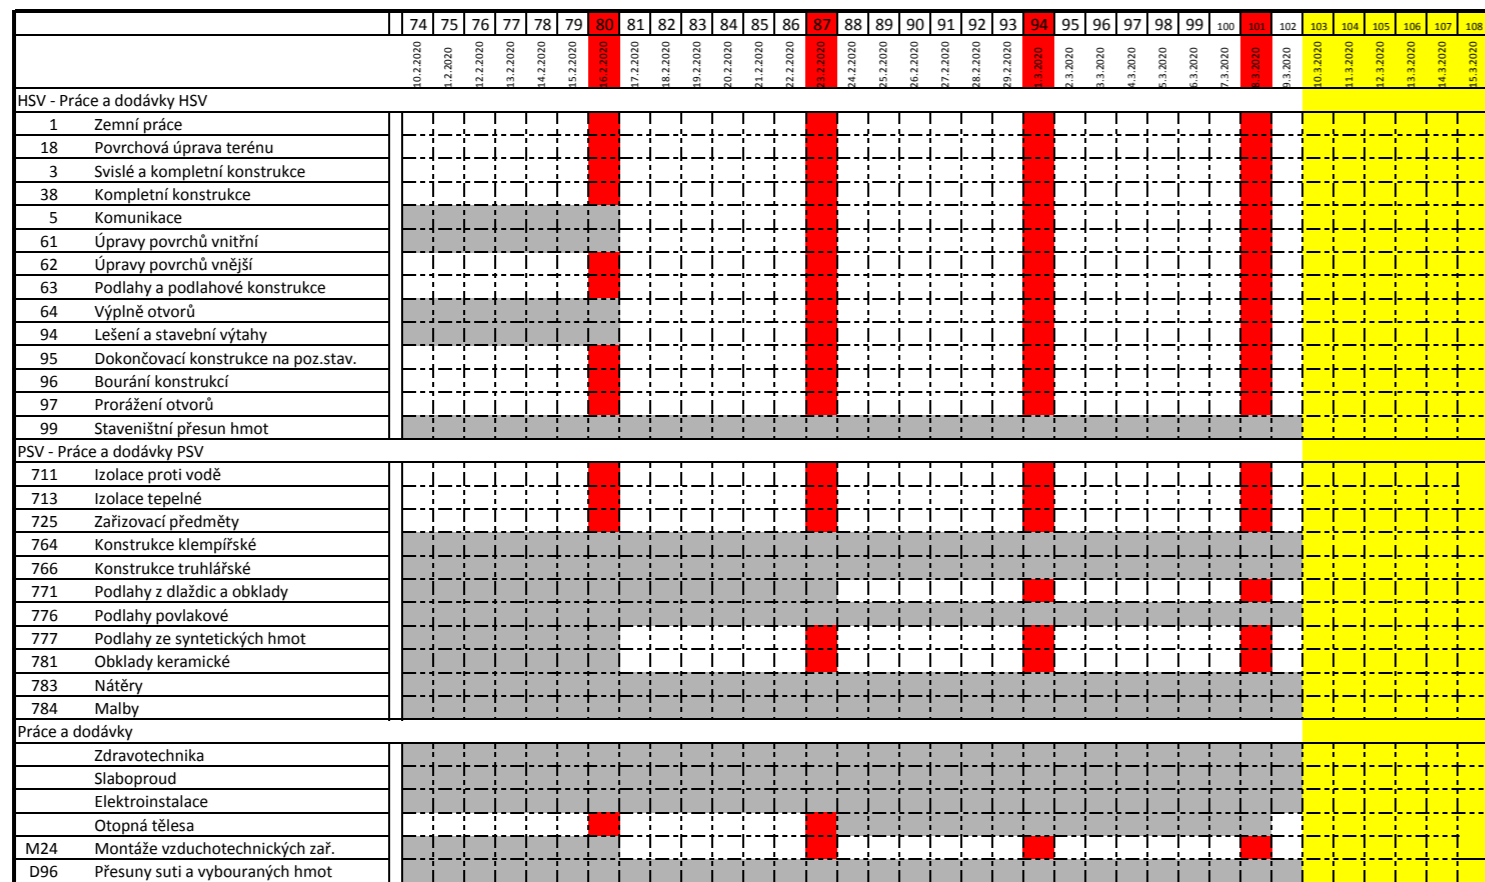 74 75 76 77 78 79 80 81 82 83 84 85 86 87 88 89 90 91 92 93 94 95 96 97 98 99 100 101 102 103 104 105 106 107 108
10.2.2020 1.2.2020 12.2.2020 13.2.2020 14.2.2020 15.2.2020 16.2.2020 17.2.2020 18.2.2020 19.2.2020 20.2.2020 21.2.2020 22.2.2020 23.2.2020 24.2.2020 25.2.2020 26.2.2020 27.2.2020 28.2.2020 29.2.2020 1.3.2020 2.3.2020 3.3.2020 4.3.2020 5.3.2020 6.3.2020 7.3.2020 8.3.2020 9.3.2020 10.3.2020 11.3.2020 12.3.2020 13.3.2020 14.3.2020 15.3.2020
HSV - Práce a dodávky HSV
1 Zemní práce
18 Povrchová úprava terénu
3 Svislé a kompletní konstrukce
38 Kompletní konstrukce
5 Komunikace
61 Úpravy povrchů vnitřní
62 Úpravy povrchů vnější
63 Podlahy a podlahové konstrukce
64 Výplně otvorů
94 Lešení a stavební výtahy
95 Dokončovací konstrukce na poz.stav.
96 Bourání konstrukcí
97 Prorážení otvorů
99 Staveništní přesun hmot
PSV - Práce a dodávky PSV
711 Izolace proti vodě
713 Izolace tepelné
725 Zařizovací předměty
764 Konstrukce klempířské
766 Konstrukce truhlářské
771 Podlahy z dlaždic a obklady
776 Podlahy povlakové
777 Podlahy ze syntetických hmot
781 Obklady keramické
783 Nátěry
784 Malby
Práce a dodávky
Zdravotechnika
Slaboproud
Elektroinstalace
Otopná tělesa
M24 Montáže vzduchotechnických zař.
D96 Přesuny suti a vybouraných hmot